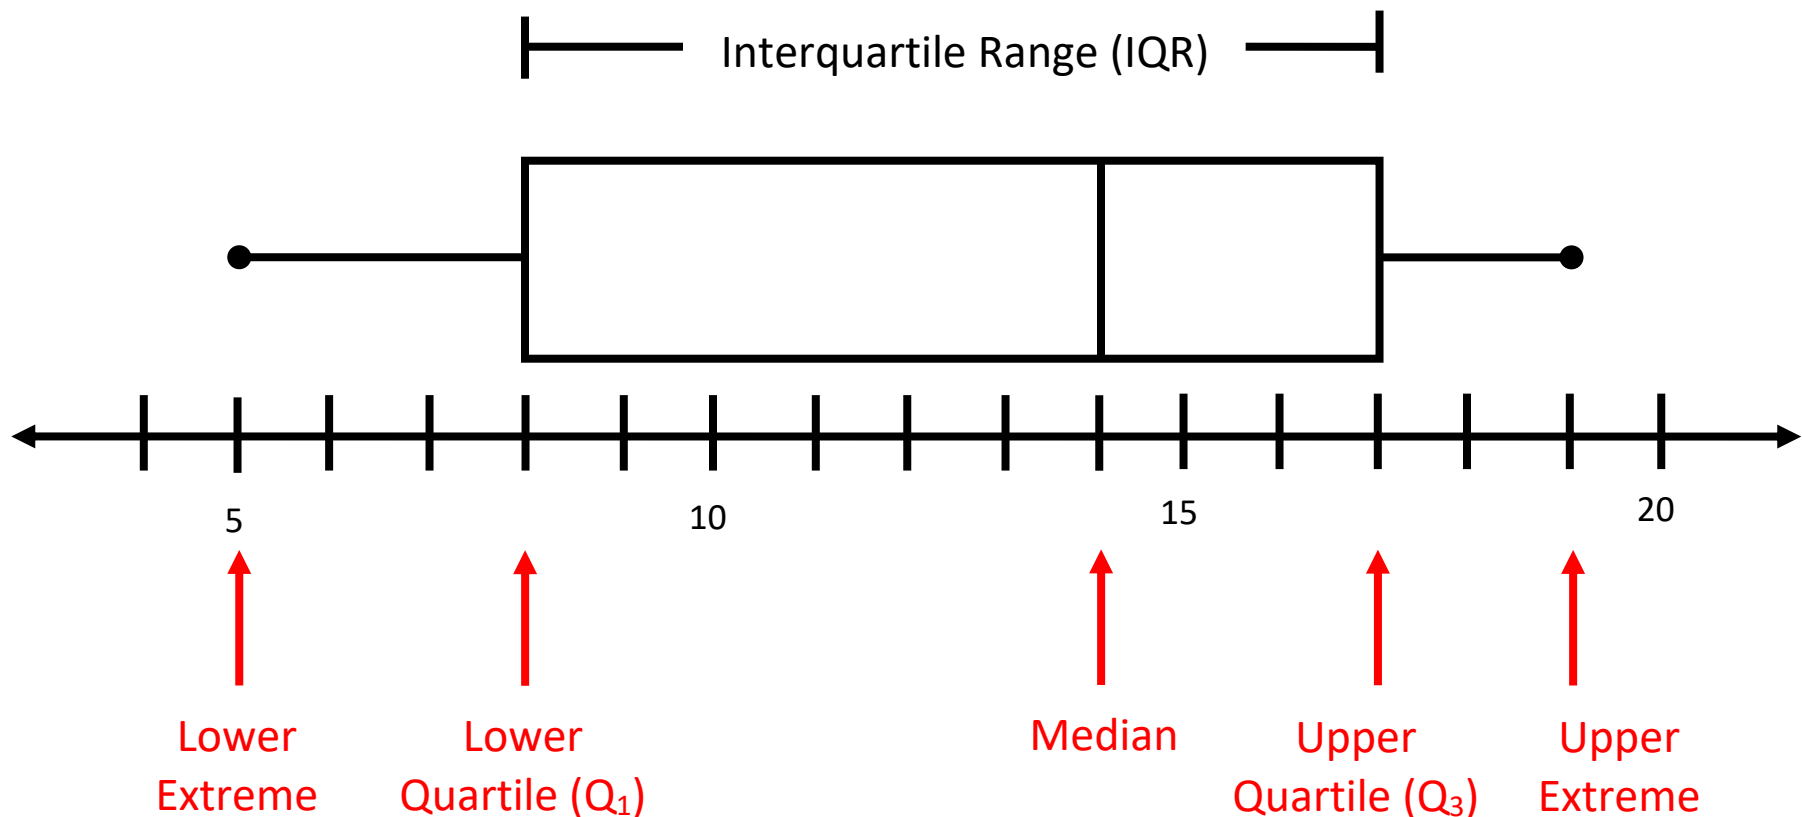 Interquartile Range (IQR)
5
10
15
20
Lower
Extreme
Lower
Quartile (Q₁)
Median
Upper
Quartile (Q₃)
Upper
Extreme